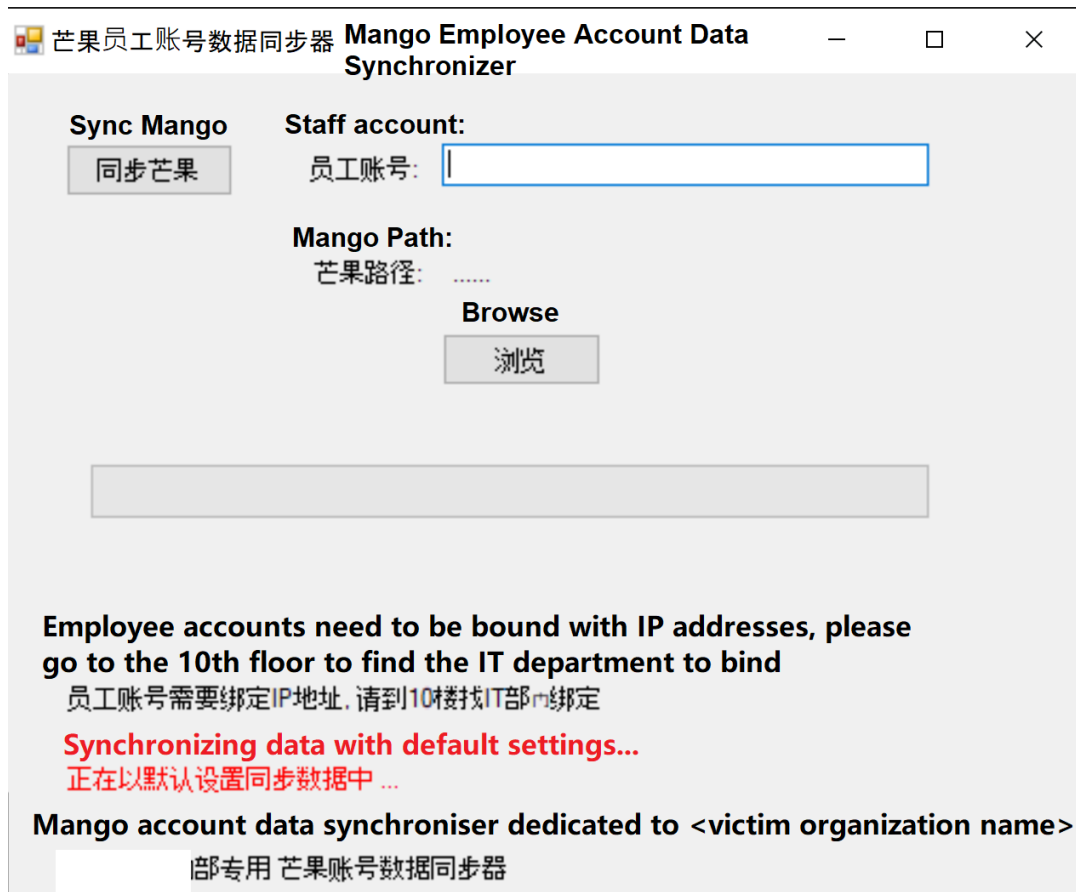 芒果员工账号数据同步器 Mango Employee Account Data
Synchronizer
Sync Mango
Staff account:
同步芒果
员工账号:
Mango Path:
芒果路径: ......
Browse
浏览
Employee accounts need to be bound with IP addresses, please
go to the 10th floor to find the IT department to bind
员工账号需要绑定IP地址, 请到10楼找IT部门绑定
Synchronizing data with default settings...
正在以默认设置同步数据中 ...
Mango account data synchroniser dedicated to <victim organization name>
部专用 芒果账号数据同步器